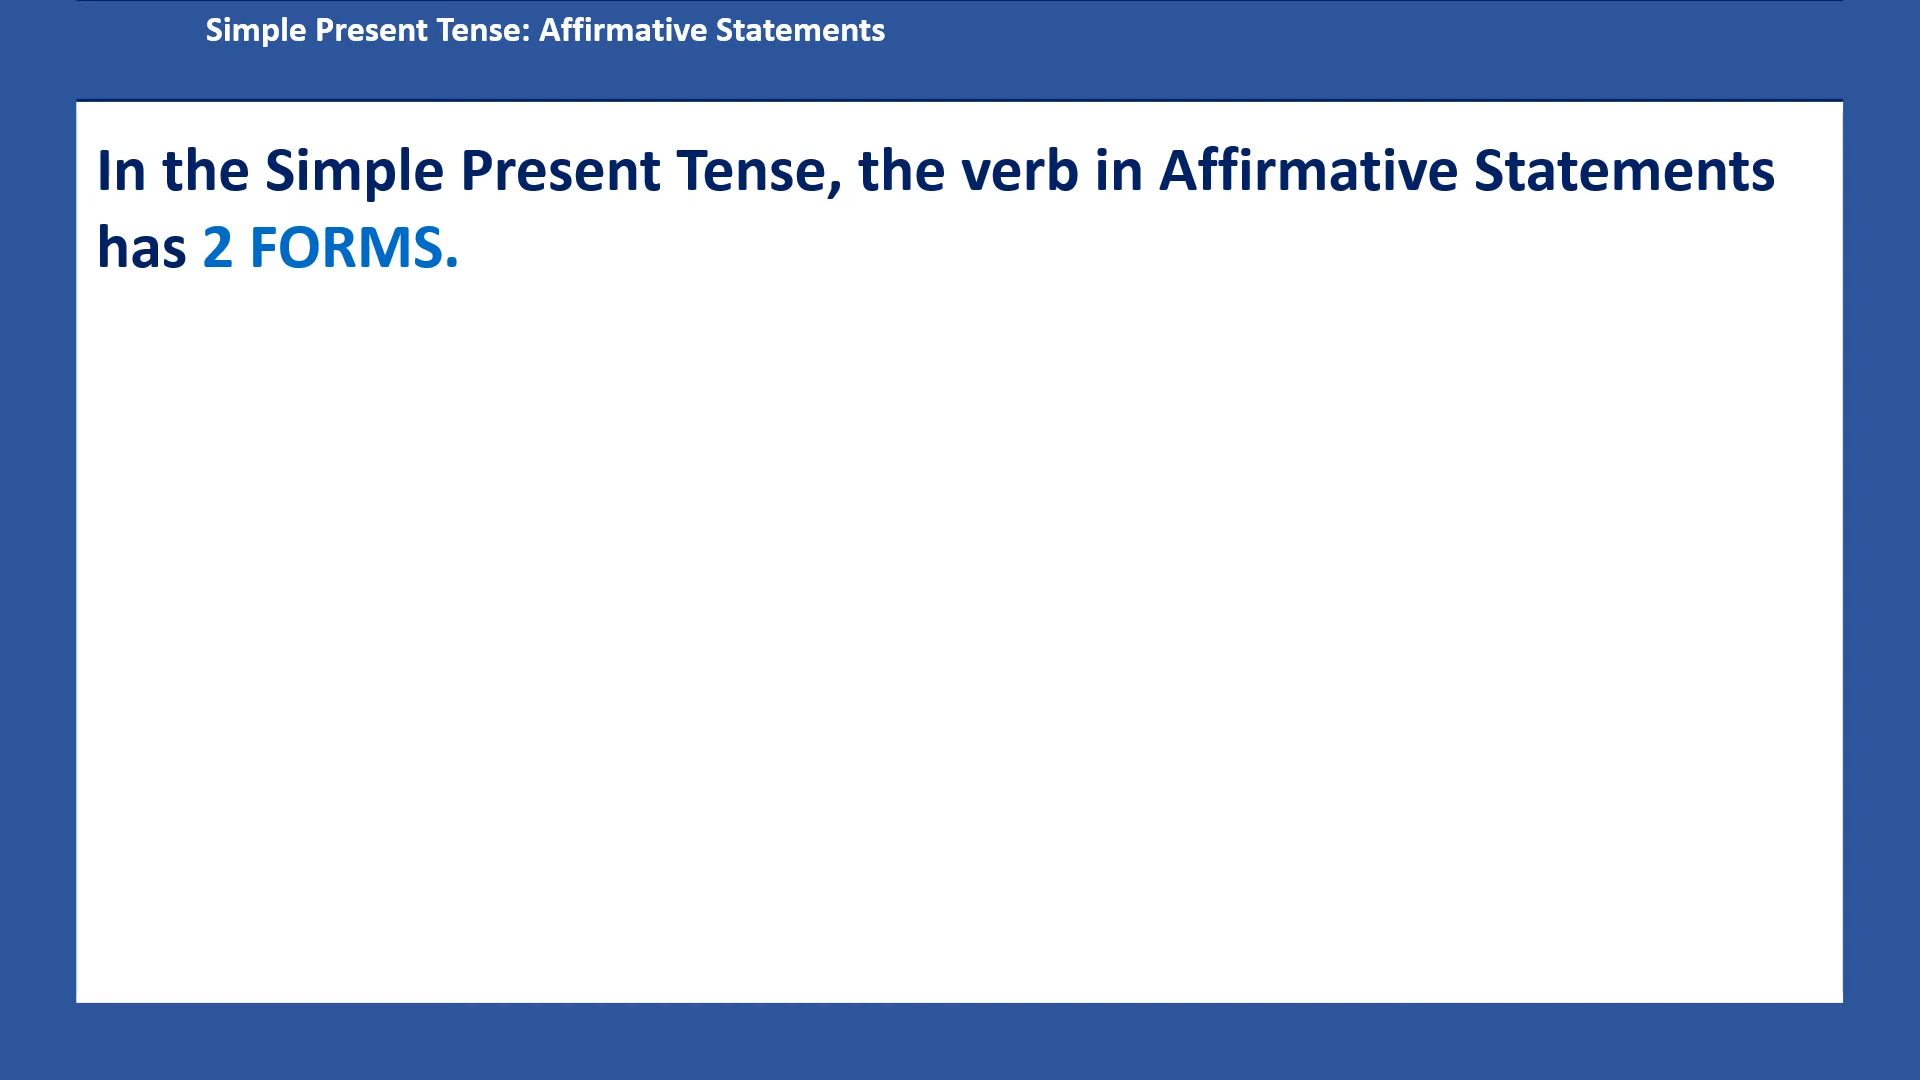 Simple Present Tense: Affirmative Statements
In the Simple Present Tense, the verb in Affirmative Statements
has 2 FORMS.